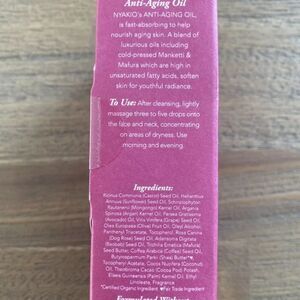 Anti-Aging Oil
NYAKIO's ANTI-AGING OIL,
is fast-absorbing to help
nourish aging skin. A blend of
luxurious oils including
cold-pressed Manketti &
Mafura which are high in
unsaturated fatty acids, soften
skin for youthful radiance.
To Use: After cleansing, lightly
massage three to five drops onto
the face and neck, concentrating
on areas of dryness. Use
morning and evening.
Ingredients:
Ricinus Communis (Castor) Seed Oil, Helianthus
Annuus (Sunflower) Seed Oil, Schinziophyton
Rautanenii (Mongongo) Kernel Oil, Argania
Spinosa (Argan) Kernel Oil, Persea Gratissima
(Avocado) Oil, Vitis Vinifera (Grape) Seed Oil,
Olea Europaea (Olive) Fruit Oil, Oleyl Alcohol,
Panthenyl Triacetate, Tocopherol, Rosa Canina
(Dog Rose) Seed Oil, Adansonia Digitata
(Baobab) Seed Oil, Trichilia Emetica (Mafura)
Seed Butter, Coffea Arabica (Coffee) Seed Oil,
Butyrospermum Parkii (Shea) Butter
Tocopheryl Acetate, Cocos Nucifera (Coconut)
Oil, Theobroma Cacao (Cocoa Pod) Potash,
Elaeis Guineensis (Palm) Kernel Oil, Ethyl
Linoleate, Fragrance
*Certified Organic Ingredient Fair Trade Ingredient
Formulated Without